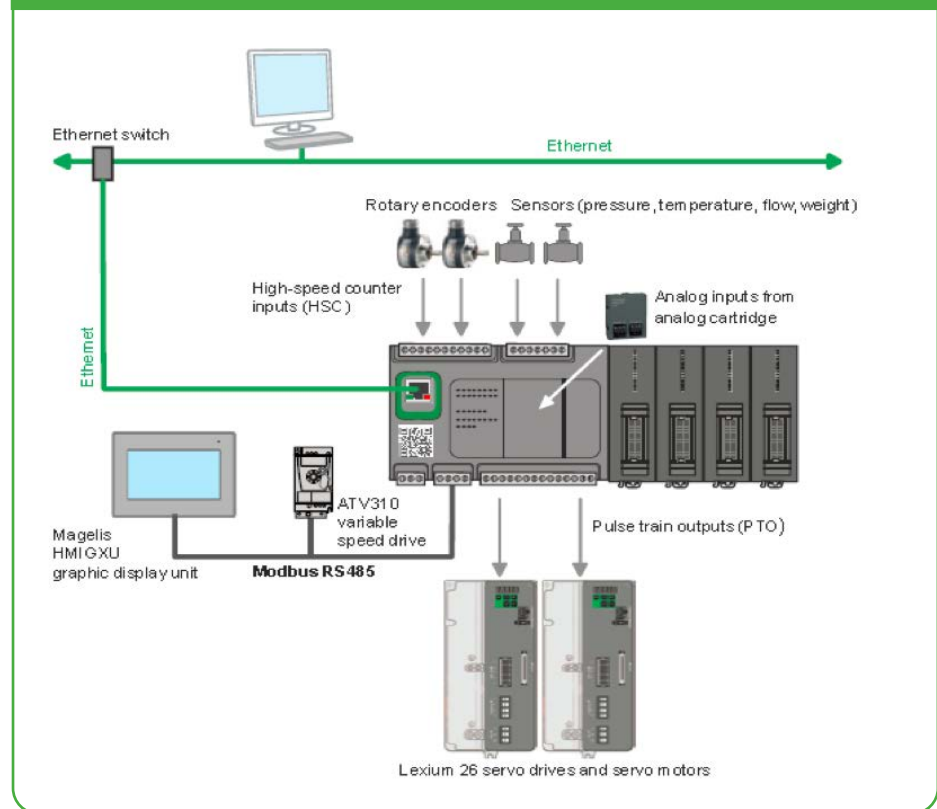 Ethernet switch
Ethernet
Rotary encoders
Sensors (pressure, temperature, flow, weight)
High-speed counter
inputs (HSC)
Analog inputs from
analog cartridge
Ethernet
ATV310
variable
speed drive
Magelis
HMI GXU
graphic display unit
Modbus RS485
Pulse train outputs (PTO)
Lexium 26 servo drives and servo motors